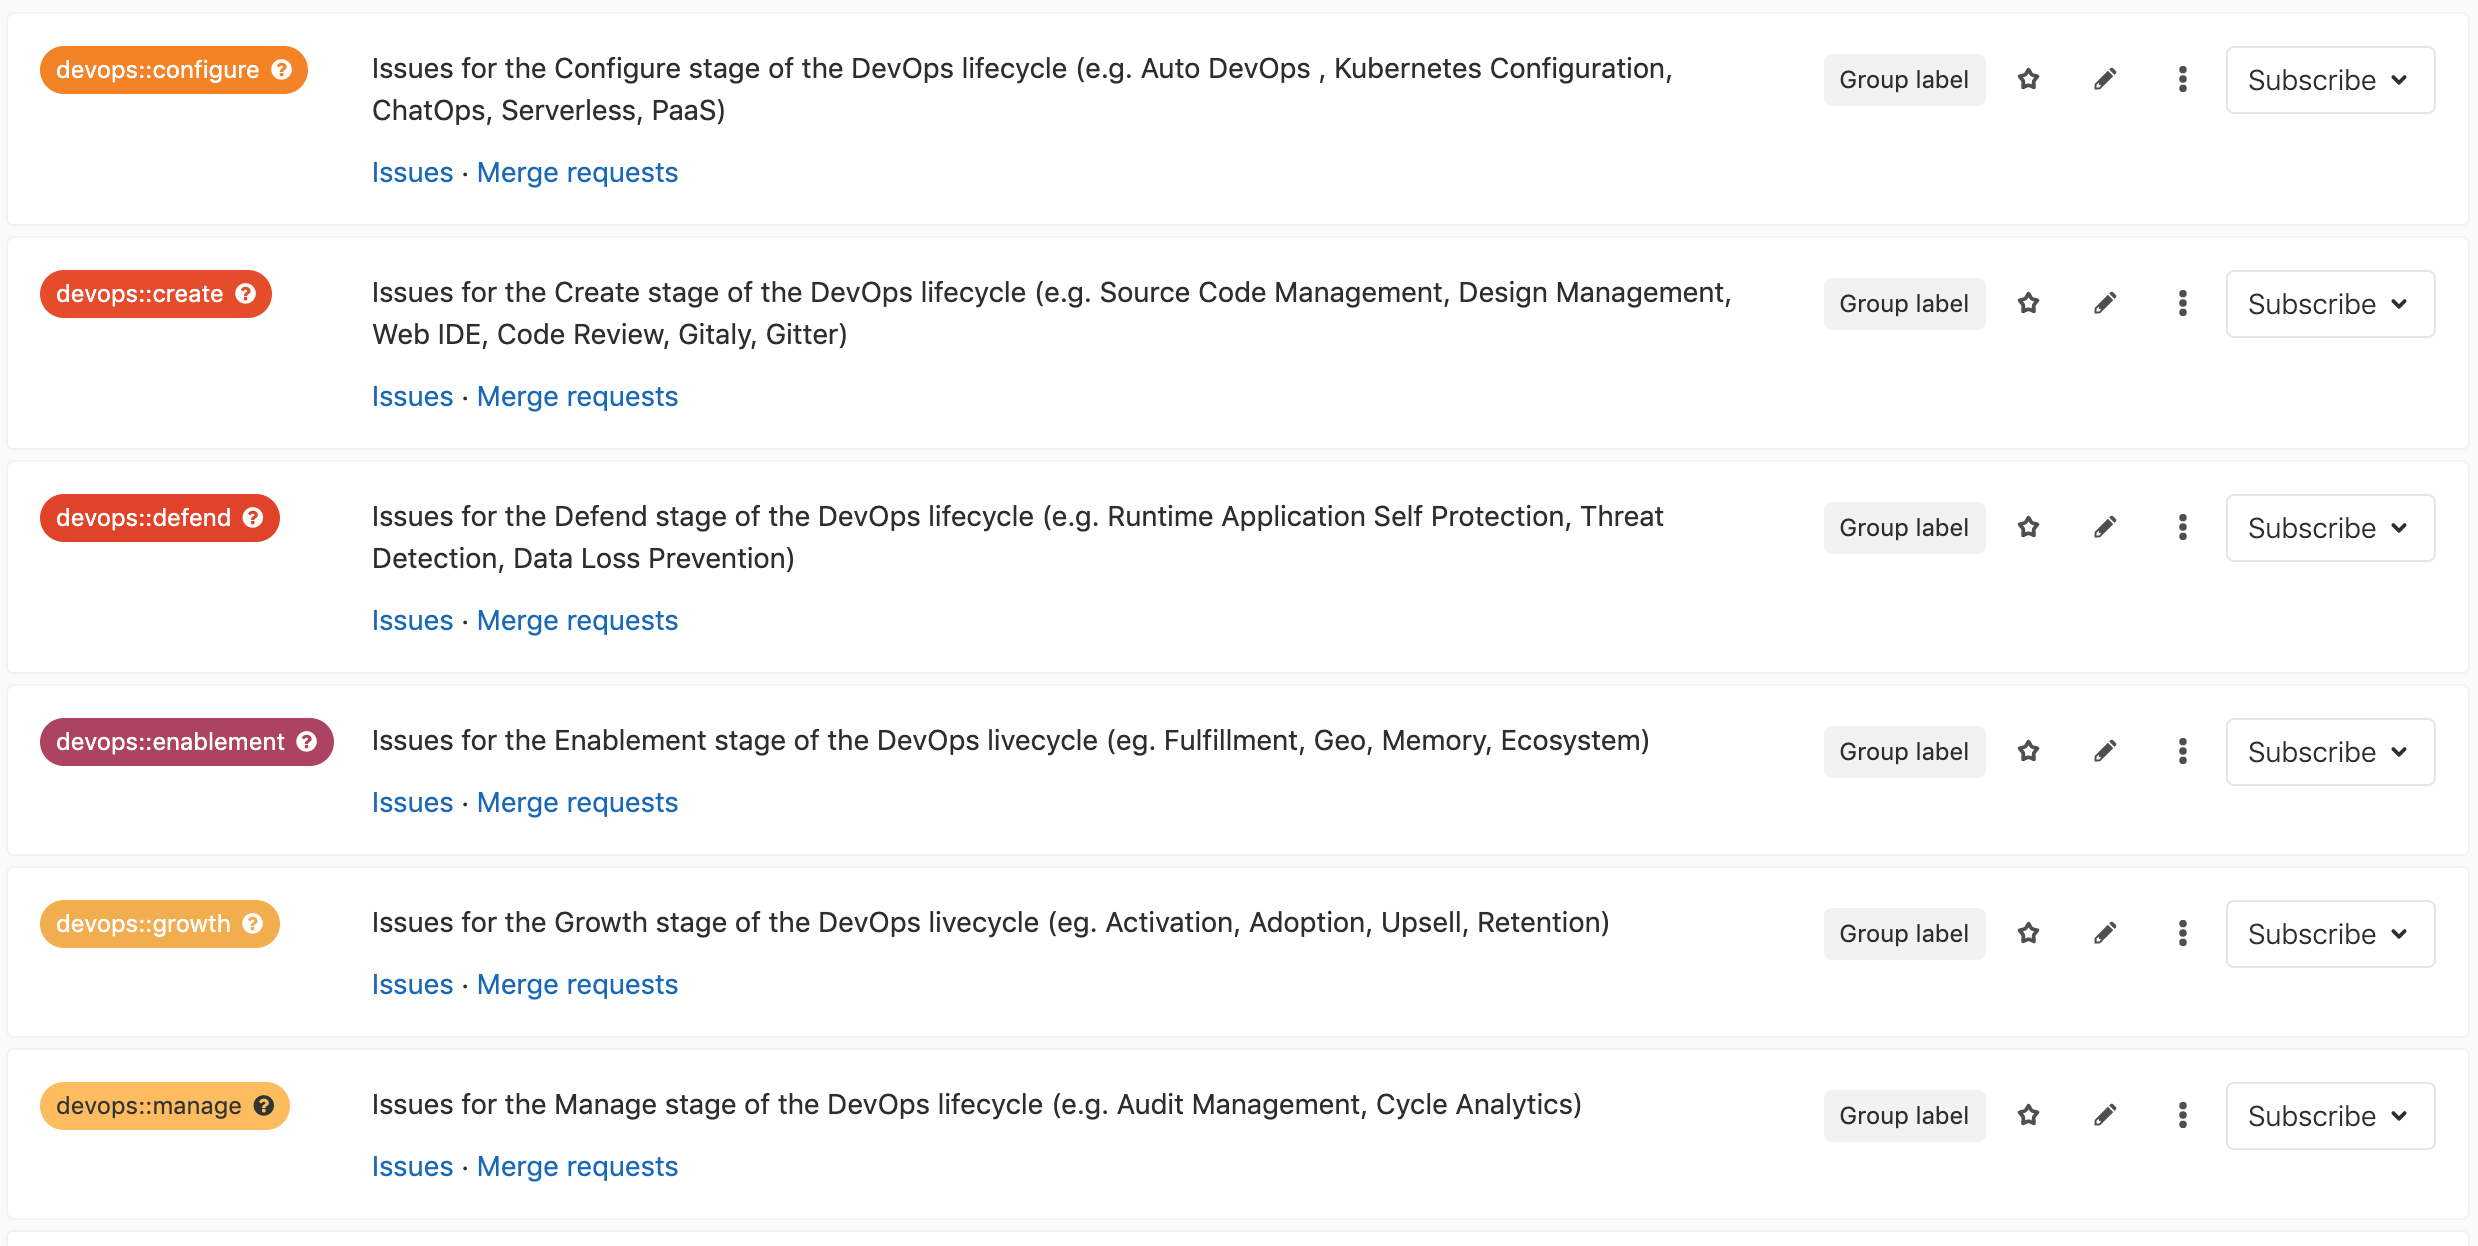 devops::configure ?
Issues for the Configure stage of the DevOps lifecycle (e.g. Auto DevOps , Kubernetes Configuration,
ChatOps, Serverless, PaaS)
Issues · Merge requests
Group label
Subscribe
devops::create ?
Issues for the Create stage of the DevOps lifecycle (e.g. Source Code Management, Design Management,
Web IDE, Code Review, Gitaly, Gitter)
Issues · Merge requests
Group label
Subscribe
devops::defend ?
Issues for the Defend stage of the DevOps lifecycle (e.g. Runtime Application Self Protection, Threat
Detection, Data Loss Prevention)
Issues · Merge requests
Group label
Subscribe
devops::enablement ?
Issues for the Enablement stage of the DevOps livecycle (eg. Fulfillment, Geo, Memory, Ecosystem)
Issues · Merge requests
Group label
Subscribe
devops::growth ?
Issues for the Growth stage of the DevOps livecycle (eg. Activation, Adoption, Upsell, Retention)
Issues · Merge requests
Group label
Subscribe
devops::manage ?
Issues for the Manage stage of the DevOps lifecycle (e.g. Audit Management, Cycle Analytics)
Issues · Merge requests
Group label
Subscribe